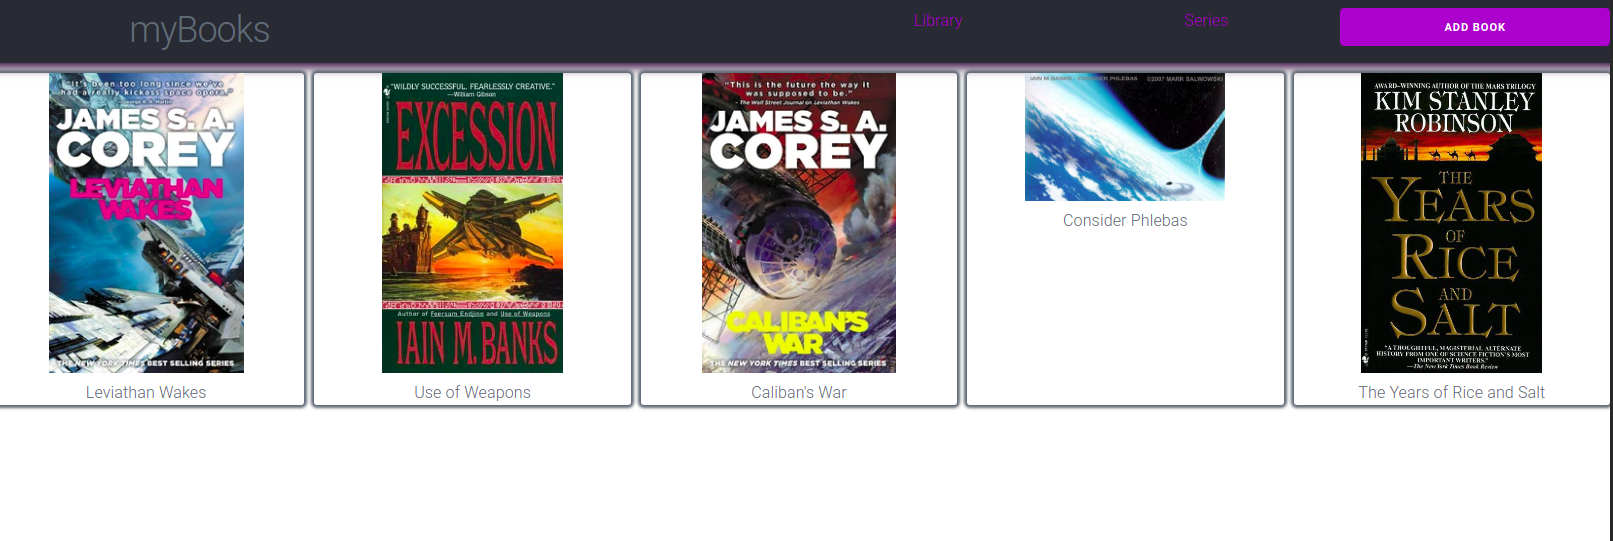 myBooks
Library
Series
ADD BOOK
"It's been too long since we've
had a really kickass space opera."
—George R. R. Martin
JAMES S. A.
COREY
LEVIATHAN
WAKES
THE NEW YORK TIMES BEST SELLING SERIES
Leviathan Wakes
"WILDLY SUCCESSFUL. FEARLESSLY CREATIVE."
—William Gibson
EXCESSION
Author of Feersum Endjinn and Use of Weapons
IAIN M. BANKS
Use of Weapons
"This is the future the way it
was supposed to be."
- The Wall Street Journal on Leviathan Wakes
JAMES S. A.
COREY
CALIBAN'S
WAR
THE NEW YORK TIMES BEST SELLING SERIES
Caliban's War
IAIN M BANKS - CONSIDER PHLEBAS ©2007 MARK SALWOWSKI
Consider Phlebas
AWARD-WINNING AUTHOR OF THE MARS TRILOGY
KIM STANLEY
ROBINSON
THE
YEARS
OF
RICE
AND
SALT
"A THOUGHTFUL, MAGISTERIAL ALTERNATE
HISTORY FROM ONE OF SCIENCE FICTION'S MOST
IMPORTANT WRITERS."
—The New York Times Book Review
The Years of Rice and Salt